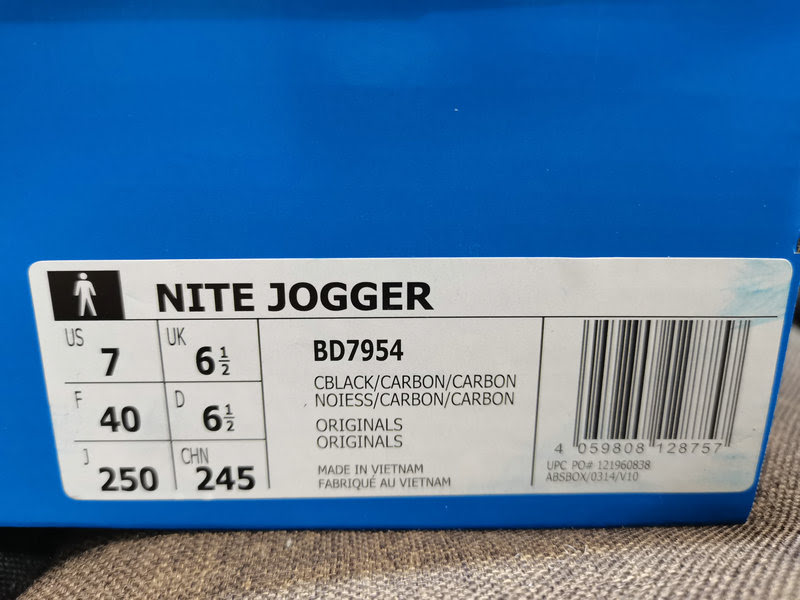 NITE JOGGER
US 7 UK 6½
F 40 D 6½
J 250 CHN 245
BD7954
CBLACK/CARBON/CARBON
NOIESS/CARBON/CARBON
ORIGINALS
ORIGINALS
MADE IN VIETNAM
FABRIQUÉ AU VIETNAM
4 059808 128757
UPC PO# 121960838
ABSBOX/0314/V10